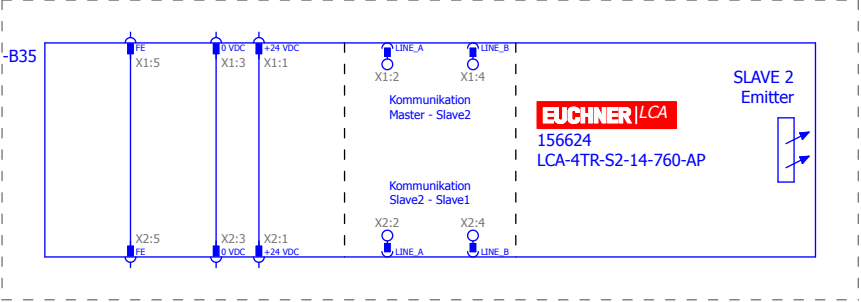 -B35
FE
0 VDC
+24 VDC
LINE_A
LINE_B
X1:5
X1:3
X1:1
X1:2
X1:4
SLAVE 2
Emitter
Kommunikation
Master - Slave2
EUCHNER|LCA
156624
LCA-4TR-S2-14-760-AP
Kommunikation
Slave2 - Slave1
X2:5
X2:3
X2:1
X2:2
X2:4
FE
0 VDC
+24 VDC
LINE_A
LINE_B